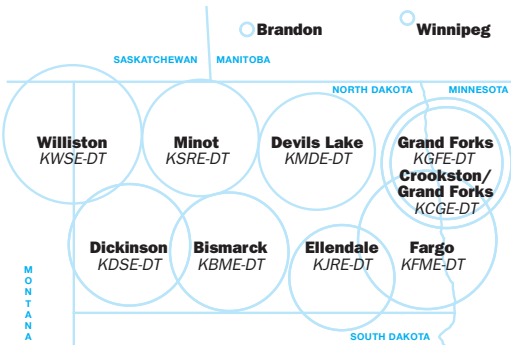 Brandon
Winnipeg
SASKATCHEWAN
MANITOBA
NORTH DAKOTA
MINNESOTA
Williston
KWSE-DT
Minot
KSRE-DT
Devils Lake
KMDE-DT
Grand Forks
KGFE-DT
Crookston/
Grand Forks
KCGE-DT
Dickinson
KDSE-DT
Bismarck
KBME-DT
Ellendale
KJRE-DT
Fargo
KFME-DT
MONTANA
SOUTH DAKOTA